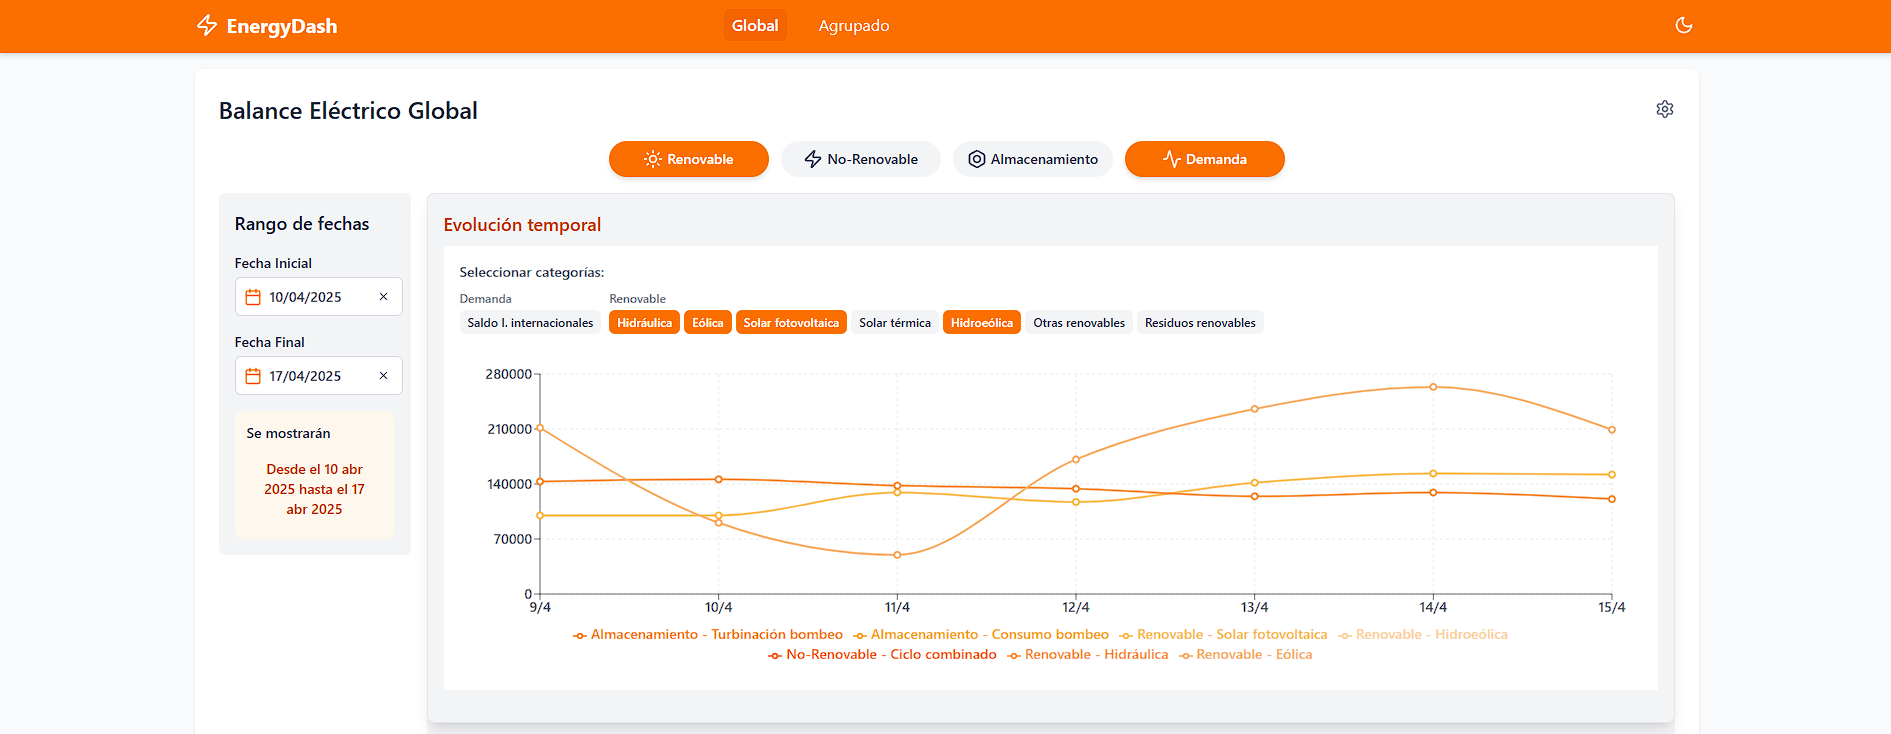 EnergyDash
Global
Agrupado
Balance Eléctrico Global
Renovable
No-Renovable
Almacenamiento
Demanda
Rango de fechas
Fecha Inicial
10/04/2025
Fecha Final
17/04/2025
Se mostrarán
Desde el 10 abr
2025 hasta el 17
abr 2025
Evolución temporal
Seleccionar categorías:
Demanda
Saldo I. internacionales
Renovable
Hidráulica
Eólica
Solar fotovoltaica
Solar térmica
Hidroeólica
Otras renovables
Residuos renovables
280000
210000
140000
70000
0
9/4
10/4
11/4
12/4
13/4
14/4
15/4
Almacenamiento - Turbinación bombeo
Almacenamiento - Consumo bombeo
Renovable - Solar fotovoltaica
Renovable - Hidroeólica
No-Renovable - Ciclo combinado
Renovable - Hidráulica
Renovable - Eólica